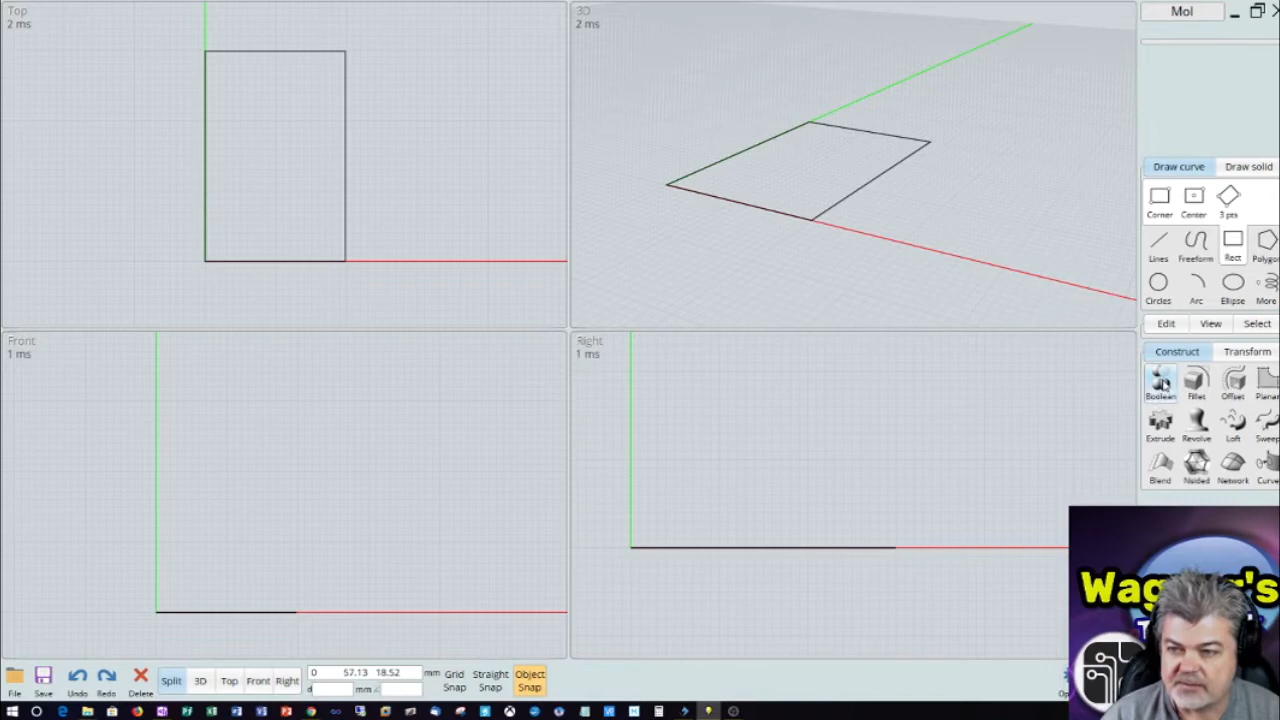 Top
2 ms
3D
2 ms
MoI
Draw curve Draw solid
Corner Center 3 pts
Lines Freeform Rect Polygon
Circles Arc Ellipse More
Edit View Select
Front
1 ms
Right
1 ms
Construct Transform
Boolean Fillet Offset Planar
Extrude Revolve Loft Sweep
Blend Nsided Network Curve
File Save Undo Redo Delete
Split 3D Top Front Right
0 57.13 18.52 mm
d mm
Grid Snap
Straight Snap
Object Snap